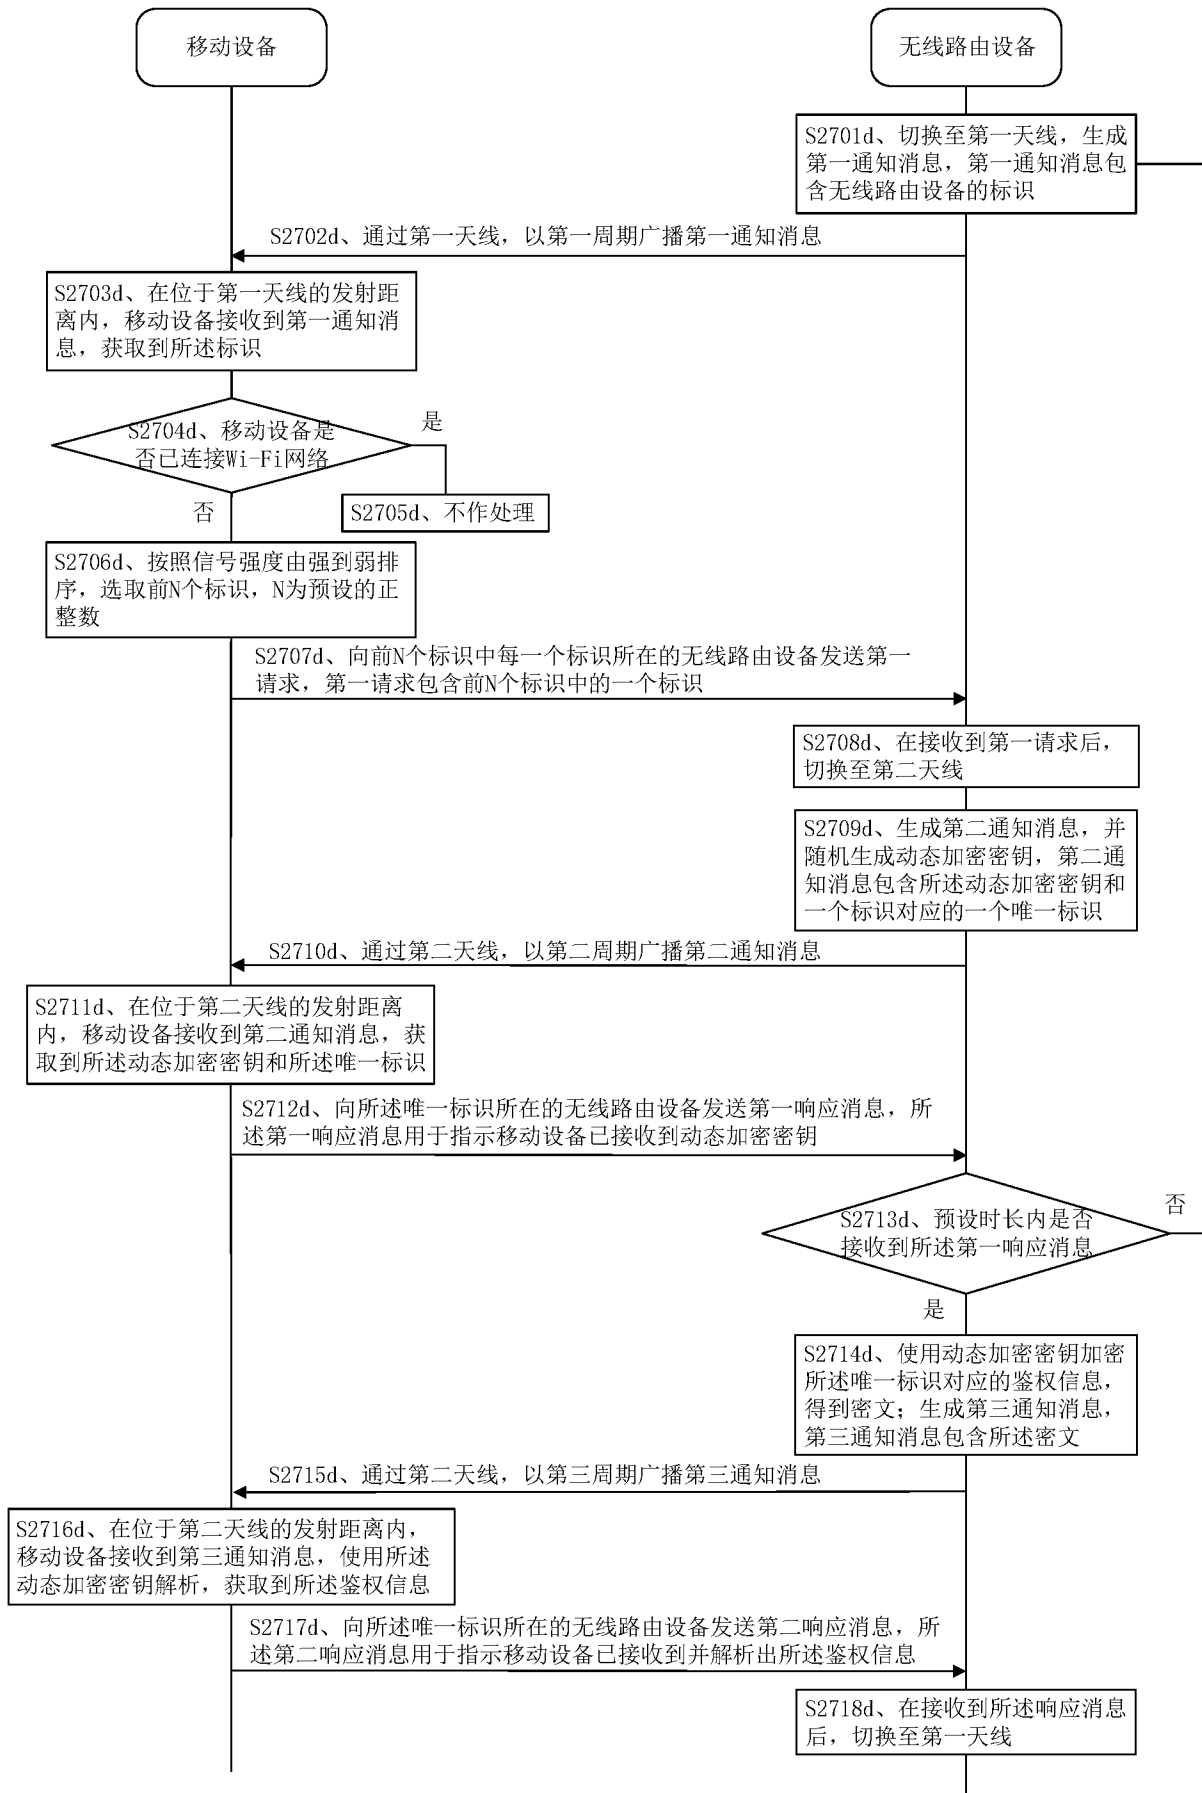 移动设备
无线路由设备
S2701d、切换至第一天线，生成
第一通知消息，第一通知消息包
含无线路由设备的标识
S2702d、通过第一天线，以第一周期广播第一通知消息
S2703d、在位于第一天线的发射距
离内，移动设备接收到第一通知消
息，获取到所述标识
S2704d、移动设备是
否已连接Wi-Fi网络
是
否
S2705d、不作处理
S2706d、按照信号强度由强到弱排
序，选取前N个标识，N为预设的正
整数
S2707d、向前N个标识中每一个标识所在的无线路由设备发送第一
请求，第一请求包含前N个标识中的一个标识
S2708d、在接收到第一请求后，
切换至第二天线
S2709d、生成第二通知消息，并
随机生成动态加密密钥，第二通
知消息包含所述动态加密密钥和
一个标识对应的一个唯一标识
S2710d、通过第二天线，以第二周期广播第二通知消息
S2711d、在位于第二天线的发射距离
内，移动设备接收到第二通知消息，获
取到所述动态加密密钥和所述唯一标识
S2712d、向所述唯一标识所在的无线路由设备发送第一响应消息，所
述第一响应消息用于指示移动设备已接收到动态加密密钥
S2713d、预设时长内是否
接收到所述第一响应消息
否
是
S2714d、使用动态加密密钥加密
所述唯一标识对应的鉴权信息，
得到密文；生成第三通知消息，
第三通知消息包含所述密文
S2715d、通过第二天线，以第三周期广播第三通知消息
S2716d、在位于第二天线的发射距离内，
移动设备接收到第三通知消息，使用所述
动态加密密钥解析，获取到所述鉴权信息
S2717d、向所述唯一标识所在的无线路由设备发送第二响应消息，所
述第二响应消息用于指示移动设备已接收到并解析出所述鉴权信息
S2718d、在接收到所述响应消息
后，切换至第一天线